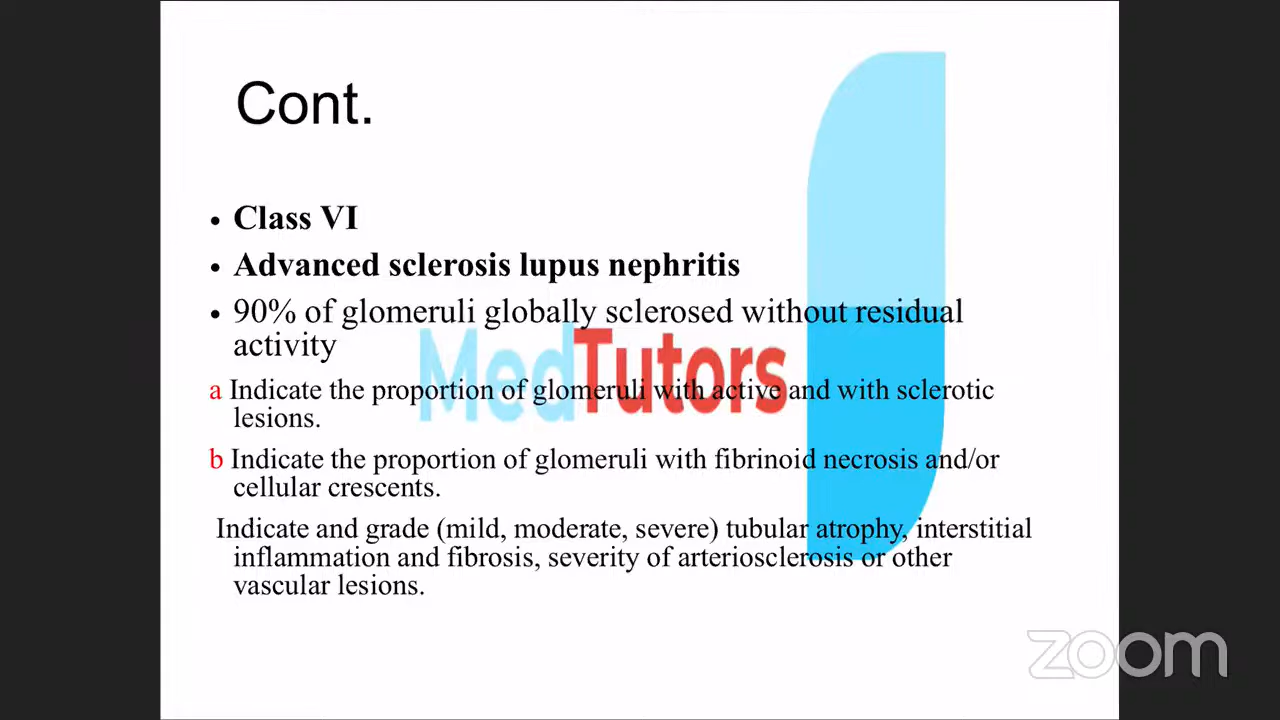 Cont.
• Class VI
• Advanced sclerosis lupus nephritis
• 90% of glomeruli globally sclerosed without residual
activity
MedTutors
a Indicate the proportion of glomeruli with active and with sclerotic
lesions.
b Indicate the proportion of glomeruli with fibrinoid necrosis and/or
cellular crescents.
Indicate and grade (mild, moderate, severe) tubular atrophy, interstitial
inflammation and fibrosis, severity of arteriosclerosis or other
vascular lesions.
zoom